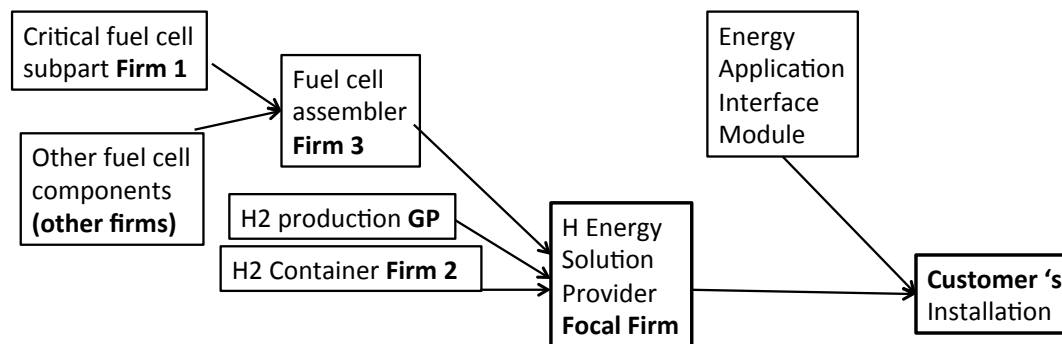 Critical fuel cell
subpart Firm 1
Other fuel cell
components
(other firms)
Fuel cell
assembler
Firm 3
H2 production GP
H2 Container Firm 2
H Energy
Solution
Provider
Focal Firm
Energy
Application
Interface
Module
Customer ‘s
Installation